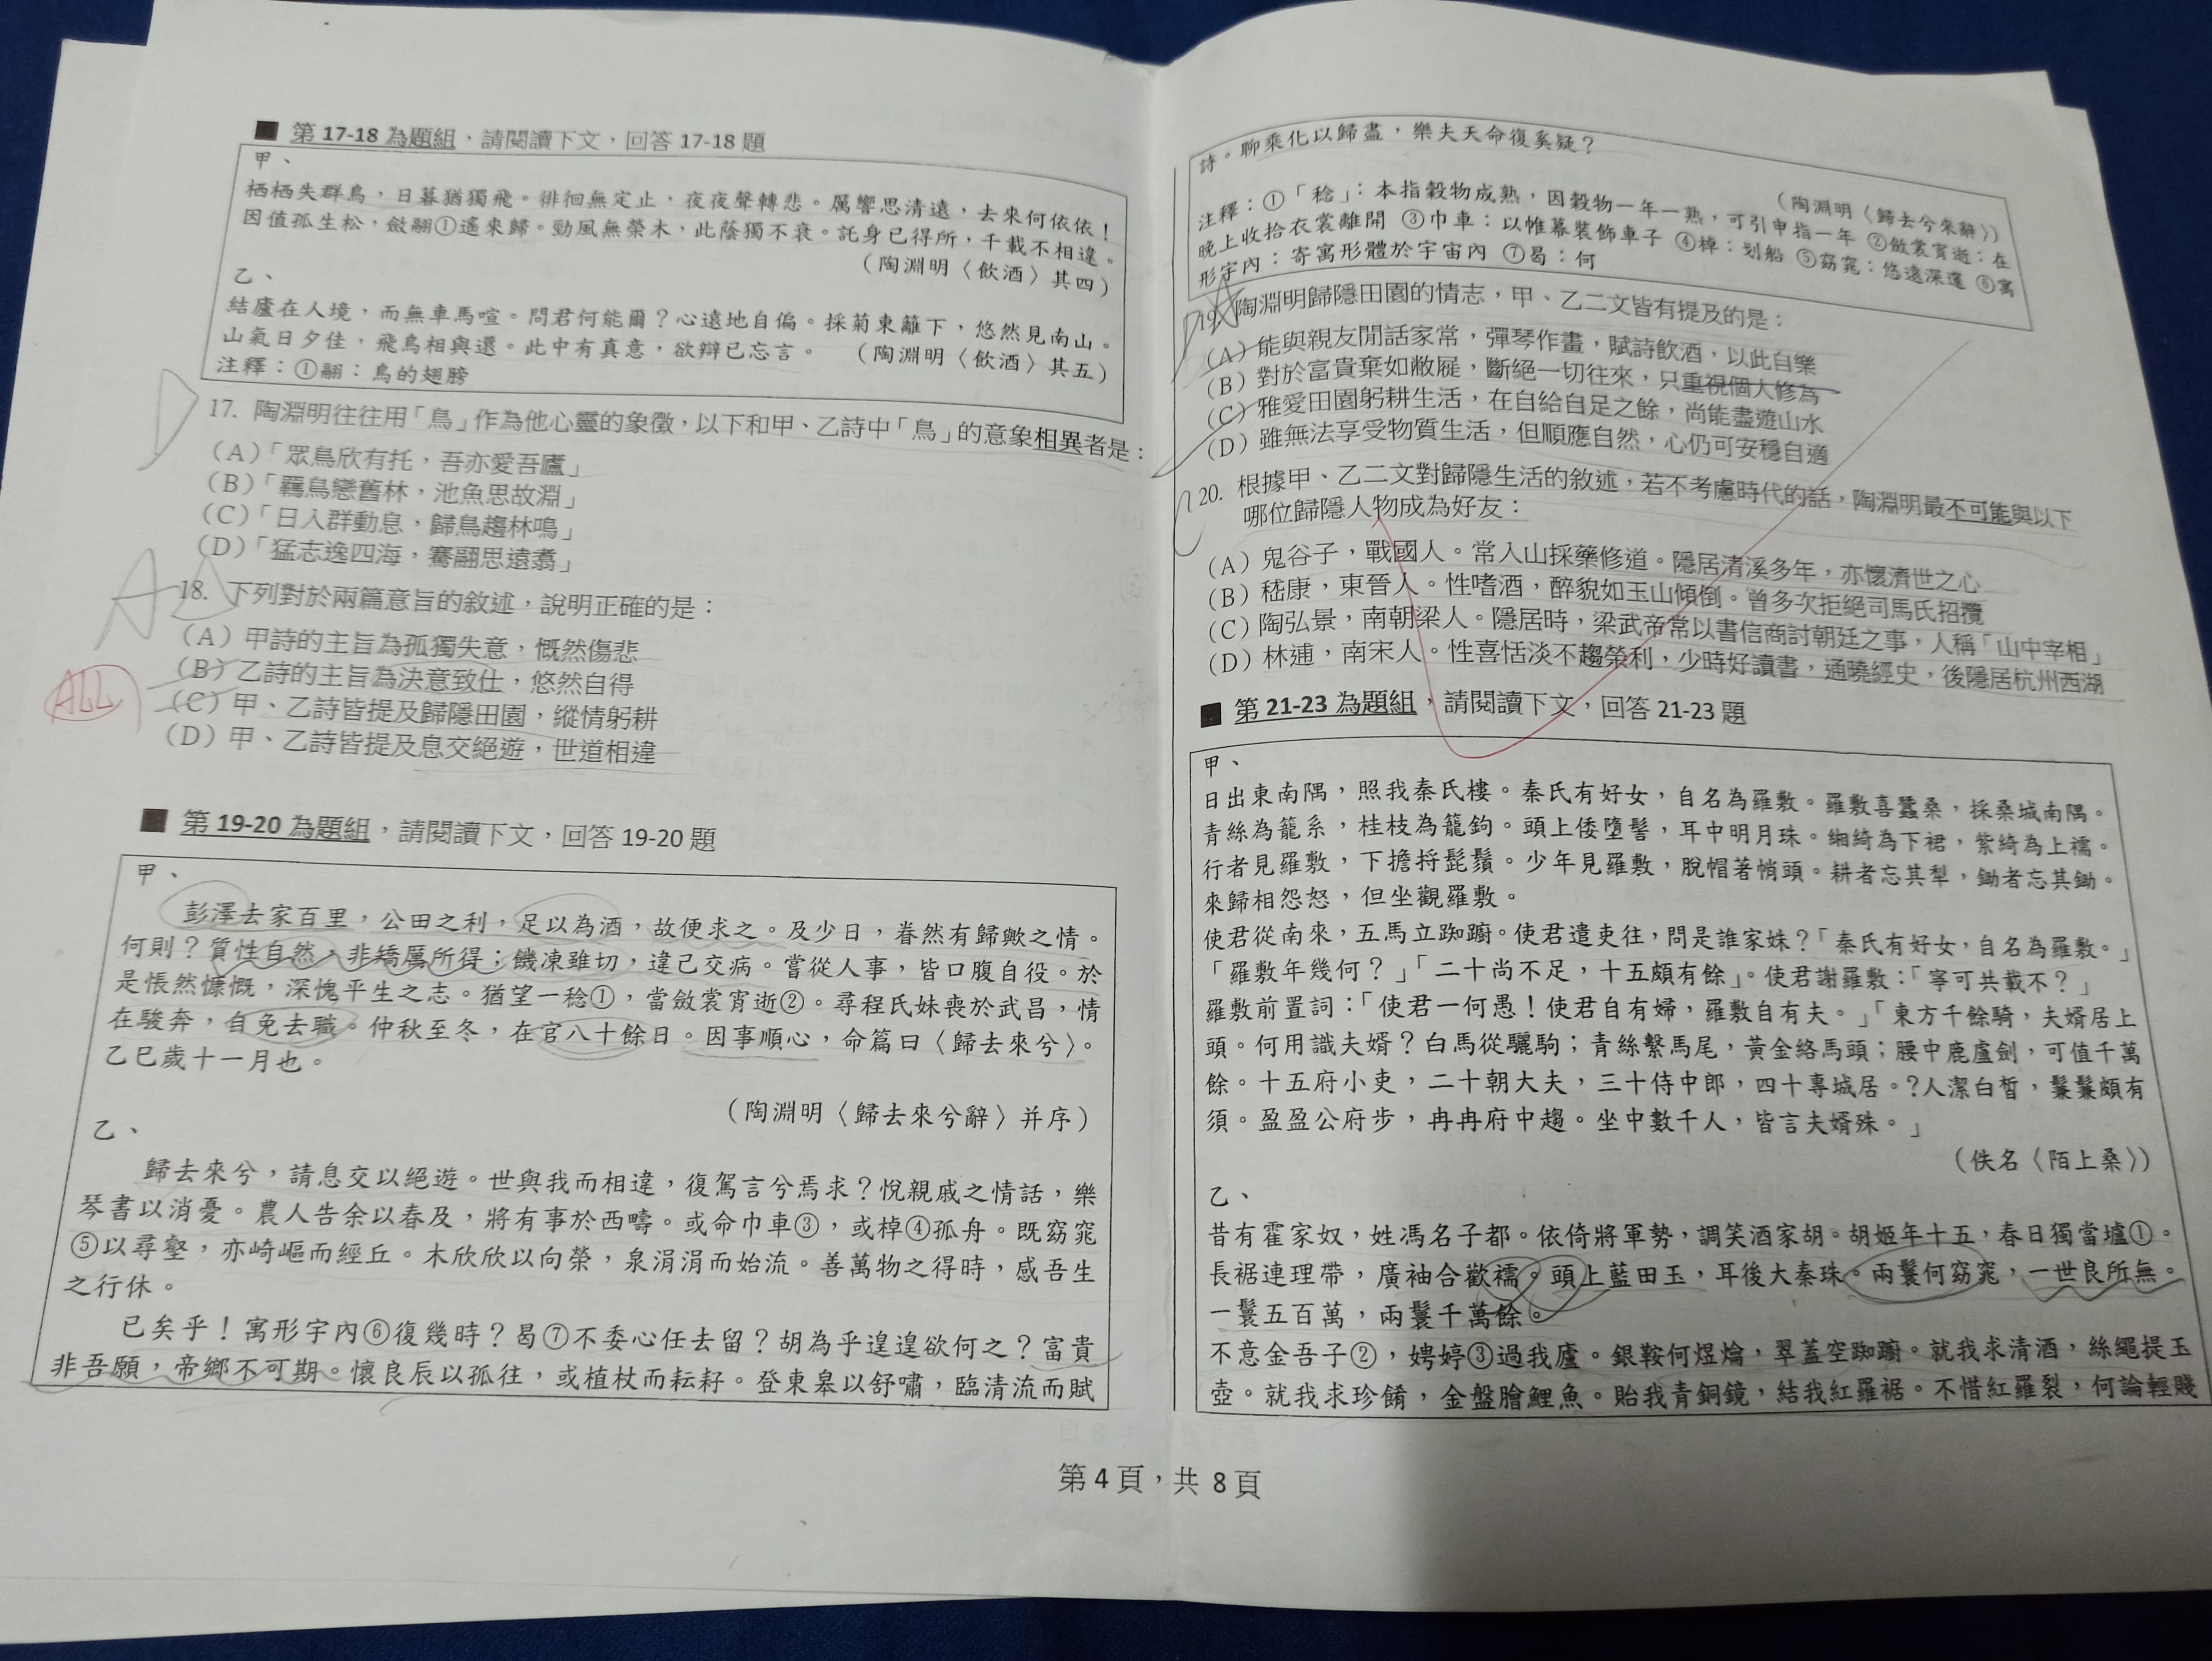 ■ 第 17-18 為題組，請閱讀下文，回答 17-18 題
甲、
栖栖失群鳥，日暮猶獨飛。徘徊無定止，夜夜聲轉悲。厲響思清遠，去來何依依！
因值孤生松，斂翮①遙來歸。勁風無榮木，此蔭獨不衰。託身已得所，千載不相違。
（陶淵明〈飲酒〉其四）
乙、
結廬在人境，而無車馬喧。問君何能爾？心遠地自偏。採菊東籬下，悠然見南山。
山氣日夕佳，飛鳥相與還。此中有真意，欲辯已忘言。　（陶淵明〈飲酒〉其五）
注釋：①翮：鳥的翅膀
D
17. 陶淵明往往用「鳥」作為他心靈的象徵，以下和甲、乙詩中「鳥」的意象相異者是：
（A）「眾鳥欣有托，吾亦愛吾廬」
（B）「羈鳥戀舊林，池魚思故淵」
（C）「日入群動息，歸鳥趨林鳴」
（D）「猛志逸四海，騫翮思遠翥」
18. 下列對於兩篇意旨的敘述，說明正確的是：
（A）甲詩的主旨為孤獨失意，慨然傷悲
（B）乙詩的主旨為決意致仕，悠然自得
ALL
（C）甲、乙詩皆提及歸隱田園，縱情躬耕
（D）甲、乙詩皆提及息交絕遊，世道相違
■ 第 19-20 為題組，請閱讀下文，回答 19-20 題
甲、
彭澤去家百里，公田之利，足以為酒，故便求之。及少日，眷然有歸歟之情。
何則？質性自然，非矯厲所得；饑凍雖切，違己交病。嘗從人事，皆口腹自役。於
是悵然慷慨，深愧平生之志。猶望一稔①，當斂裳宵逝②。尋程氏妹喪於武昌，情
在駿奔，自免去職。仲秋至冬，在官八十餘日。因事順心，命篇曰〈歸去來兮〉。
乙巳歲十一月也。
（陶淵明〈歸去來兮辭〉并序）
乙、
歸去來兮，請息交以絕遊。世與我而相違，復駕言兮焉求？悅親戚之情話，樂
琴書以消憂。農人告余以春及，將有事於西疇。或命巾車③，或棹④孤舟。既窈窕
⑤以尋壑，亦崎嶇而經丘。木欣欣以向榮，泉涓涓而始流。善萬物之得時，感吾生
之行休。
已矣乎！寓形宇內⑥復幾時？曷⑦不委心任去留？胡為乎遑遑欲何之？富貴
非吾願，帝鄉不可期。懷良辰以孤往，或植杖而耘耔。登東皋以舒嘯，臨清流而賦
詩。聊乘化以歸盡，樂夫天命復奚疑？
（陶淵明〈歸去兮來辭〉）
注釋：①「稔」：本指穀物成熟，因穀物一年一熟，可引申指一年 ②斂裳宵逝：在
晚上收拾衣裳離開 ③巾車：以帷幕裝飾車子 ④棹：划船 ⑤窈窕：悠遠深邃 ⑥寓
形宇內：寄寓形體於宇宙內 ⑦曷：何
19. 陶淵明歸隱田園的情志，甲、乙二文皆有提及的是：
（A）能與親友閒話家常，彈琴作畫，賦詩飲酒，以此自樂
（B）對於富貴棄如敝屣，斷絕一切往來，只重視個人修為
（C）雅愛田園躬耕生活，在自給自足之餘，尚能盡遊山水
（D）雖無法享受物質生活，但順應自然，心仍可安穩自適
20. 根據甲、乙二文對歸隱生活的敘述，若不考慮時代的話，陶淵明最不可能與以下
哪位歸隱人物成為好友：
（A）鬼谷子，戰國人。常入山採藥修道。隱居清溪多年，亦懷濟世之心
（B）嵇康，東晉人。性嗜酒，醉貌如玉山傾倒。曾多次拒絕司馬氏招攬
（C）陶弘景，南朝梁人。隱居時，梁武帝常以書信商討朝廷之事，人稱「山中宰相」
（D）林逋，南宋人。性喜恬淡不趨榮利，少時好讀書，通曉經史，後隱居杭州西湖
■ 第 21-23 為題組，請閱讀下文，回答 21-23 題
甲、
日出東南隅，照我秦氏樓。秦氏有好女，自名為羅敷。羅敷喜蠶桑，採桑城南隅。
青絲為籠系，桂枝為籠鉤。頭上倭墮髻，耳中明月珠。緗綺為下裙，紫綺為上襦。
行者見羅敷，下擔捋髭鬚。少年見羅敷，脫帽著悄頭。耕者忘其犁，鋤者忘其鋤。
來歸相怨怒，但坐觀羅敷。
使君從南來，五馬立踟躕。使君遣吏往，問是誰家姝？「秦氏有好女，自名為羅敷。」
「羅敷年幾何？」「二十尚不足，十五頗有餘」。使君謝羅敷：「寧可共載不？」
羅敷前置詞：「使君一何愚！使君自有婦，羅敷自有夫。」「東方千餘騎，夫婿居上
頭。何用識夫婿？白馬從驪駒；青絲繫馬尾，黃金絡馬頭；腰中鹿盧劍，可值千萬
餘。十五府小吏，二十朝大夫，三十侍中郎，四十專城居。?人潔白皙，鬑鬑頗有
須。盈盈公府步，冉冉府中趨。坐中數千人，皆言夫婿殊。」
（佚名〈陌上桑〉）
乙、
昔有霍家奴，姓馮名子都。依倚將軍勢，調笑酒家胡。胡姬年十五，春日獨當壚①。
長裾連理帶，廣袖合歡襦。頭上藍田玉，耳後大秦珠。兩鬟何窈窕，一世良所無。
一鬟五百萬，兩鬟千萬餘。
不意金吾子②，娉婷③過我廬。銀鞍何煜爚，翠蓋空踟躕。就我求清酒，絲繩提玉
壺。就我求珍餚，金盤膾鯉魚。貽我青銅鏡，結我紅羅裾。不惜紅羅裂，何論輕賤
第 4 頁，共 8 頁